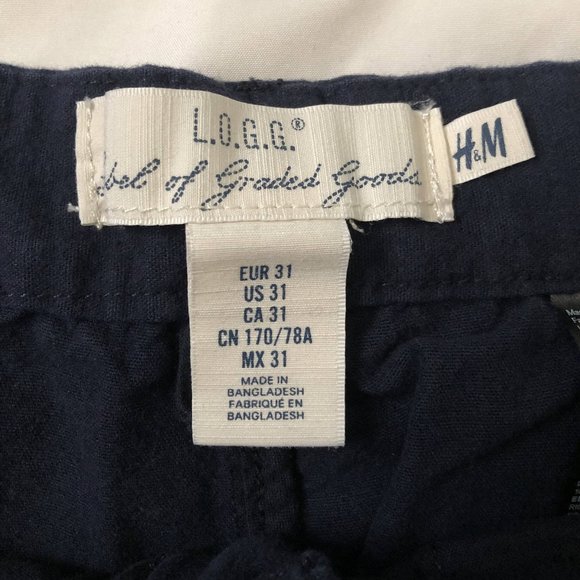 L.O.G.G.®
Label of Graded Goods
H&M
EUR 31
US 31
CA 31
CN 170/78A
MX 31
MADE IN
BANGLADESH
FABRIQUÉ EN
BANGLADESH